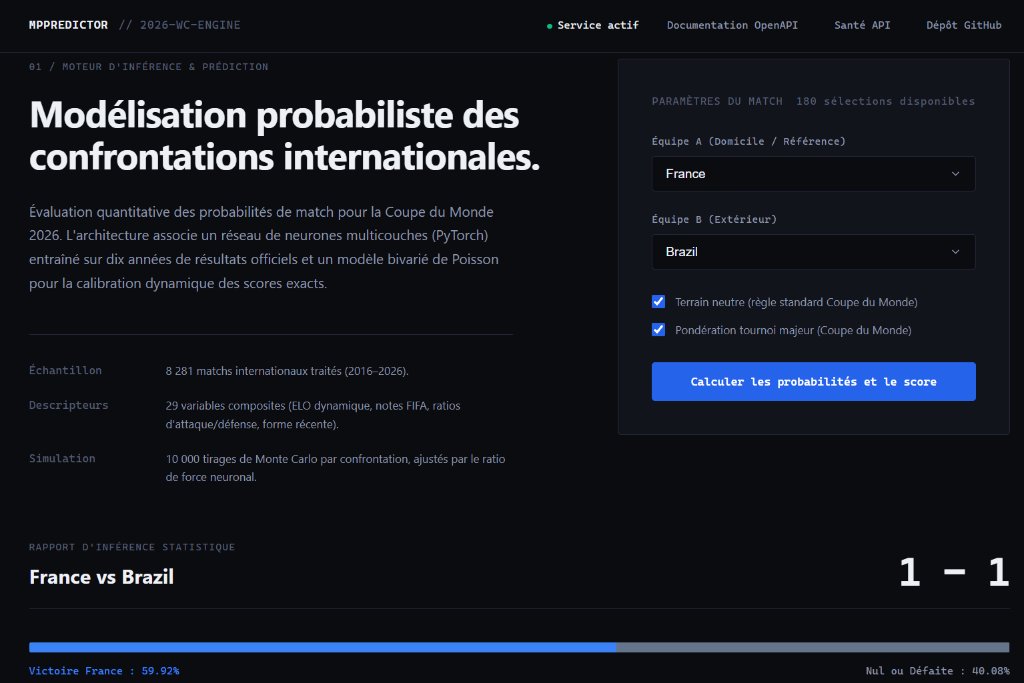 MPPREDICTOR // 2026-WC-ENGINE
Service actif
Documentation OpenAPI
Santé API
Dépôt GitHub
01 / MOTEUR D'INFÉRENCE & PRÉDICTION
Modélisation probabiliste des
confrontations internationales.
Évaluation quantitative des probabilités de match pour la Coupe du Monde
2026. L'architecture associe un réseau de neurones multicouches (PyTorch)
entraîné sur dix années de résultats officiels et un modèle bivarié de Poisson
pour la calibration dynamique des scores exacts.
Échantillon
8 281 matchs internationaux traités (2016–2026).
Descripteurs
29 variables composites (ELO dynamique, notes FIFA, ratios
d'attaque/défense, forme récente).
Simulation
10 000 tirages de Monte Carlo par confrontation, ajustés par le ratio
de force neuronal.
PARAMÈTRES DU MATCH
180 sélections disponibles
Équipe A (Domicile / Référence)
France
Équipe B (Extérieur)
Brazil
Terrain neutre (règle standard Coupe du Monde)
Pondération tournoi majeur (Coupe du Monde)
Calculer les probabilités et le score
RAPPORT D'INFÉRENCE STATISTIQUE
France vs Brazil
1 – 1
Victoire France : 59.92%
Nul ou Défaite : 40.08%